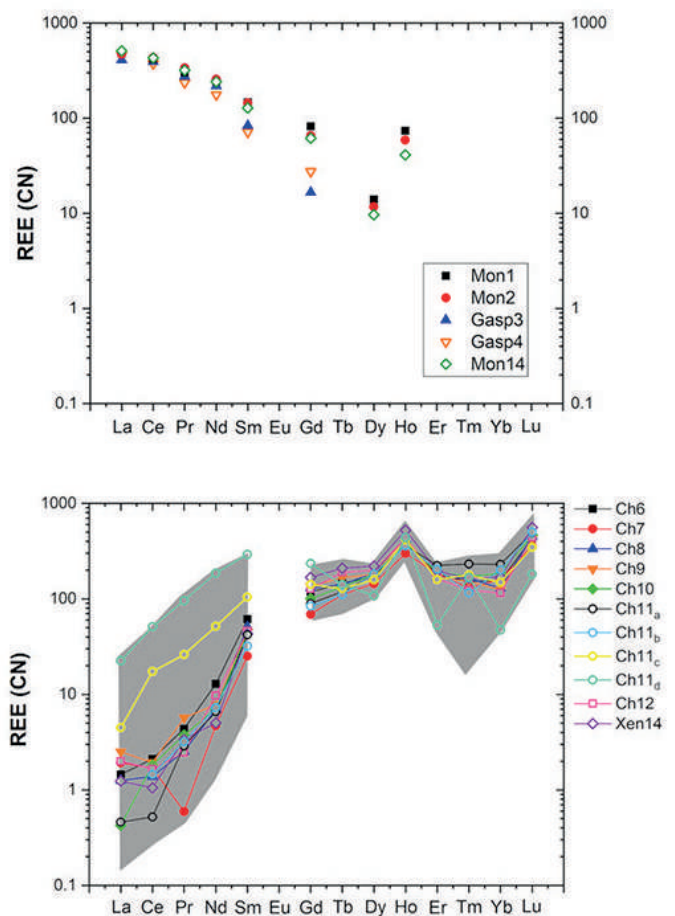 1000
1000
100
100
10
10
1
1
0.1
0.1
REE (CN)
Mon1
Mon2
Gasp3
Gasp4
Mon14
La Ce Pr Nd Sm Eu Gd Tb Dy Ho Er Tm Yb Lu
1000
100
10
1
0.1
REE (CN)
Ch6
Ch7
Ch8
Ch9
Ch10
Ch11a
Ch11b
Ch11c
Ch11d
Ch12
Xen14
La Ce Pr Nd Sm Eu Gd Tb Dy Ho Er Tm Yb Lu